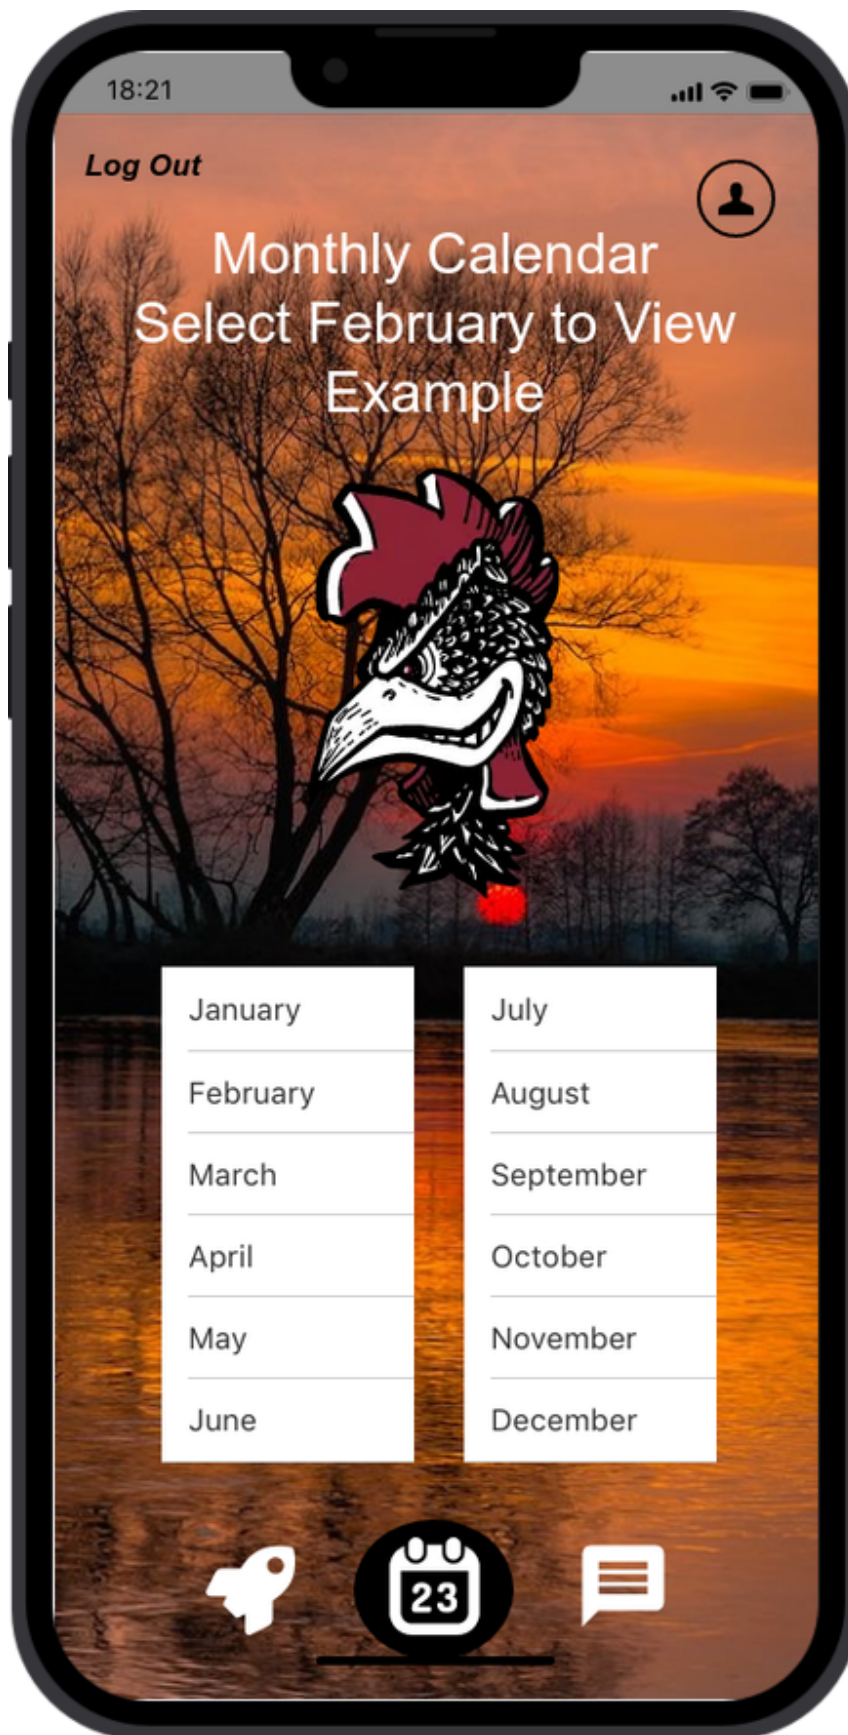 18:21
Log Out
Monthly Calendar
Select February to View
Example
January
February
March
April
May
June
July
August
September
October
November
December
23